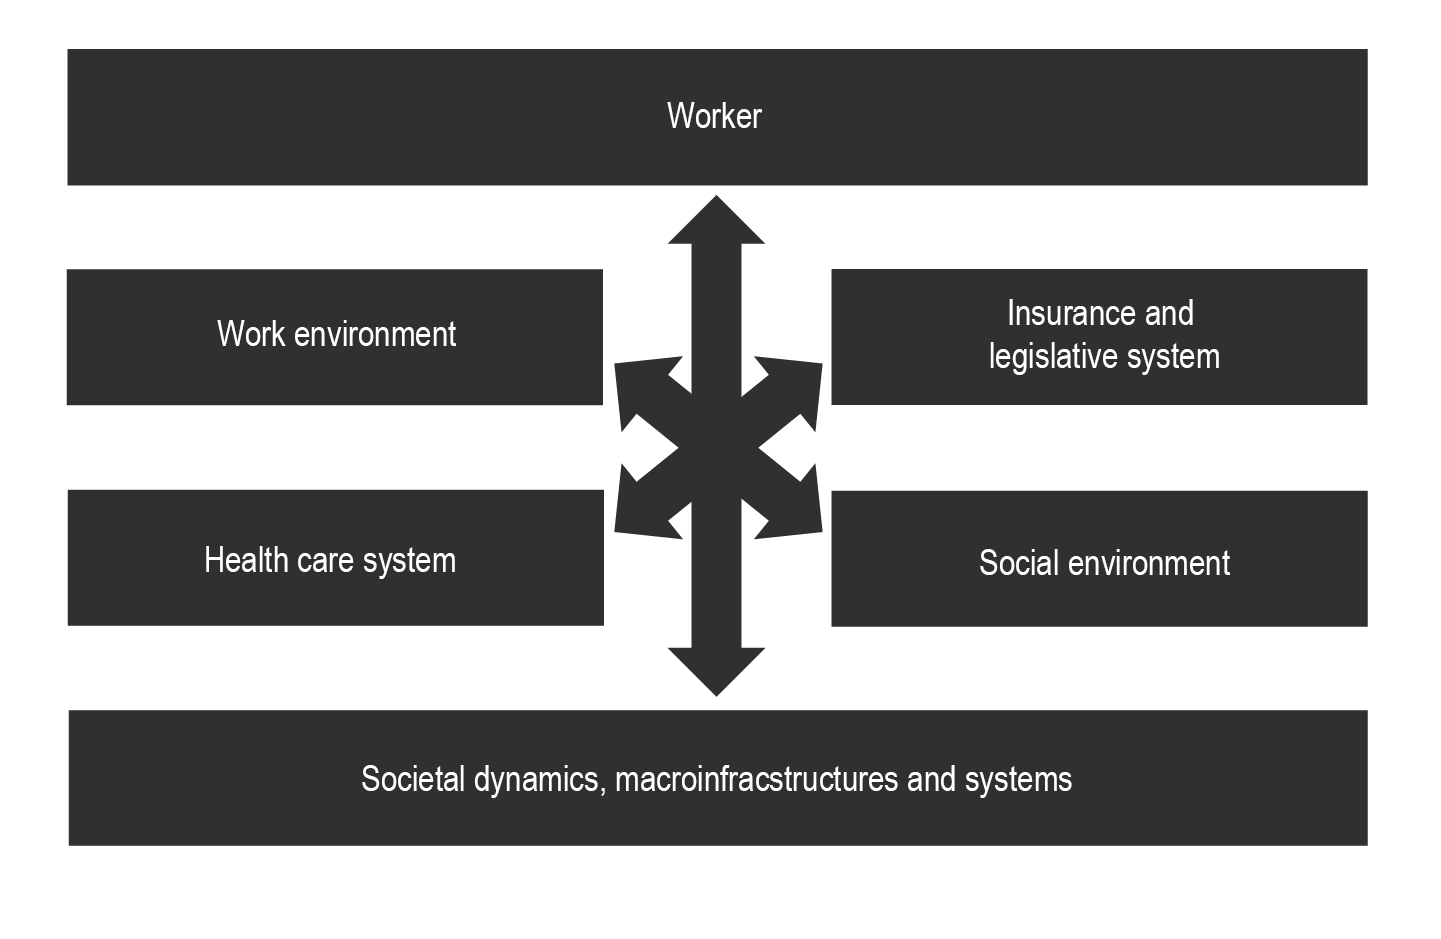 Worker
Work environment
Insurance and
legislative system
Health care system
Social environment
Societal dynamics, macroinfracstructures and systems